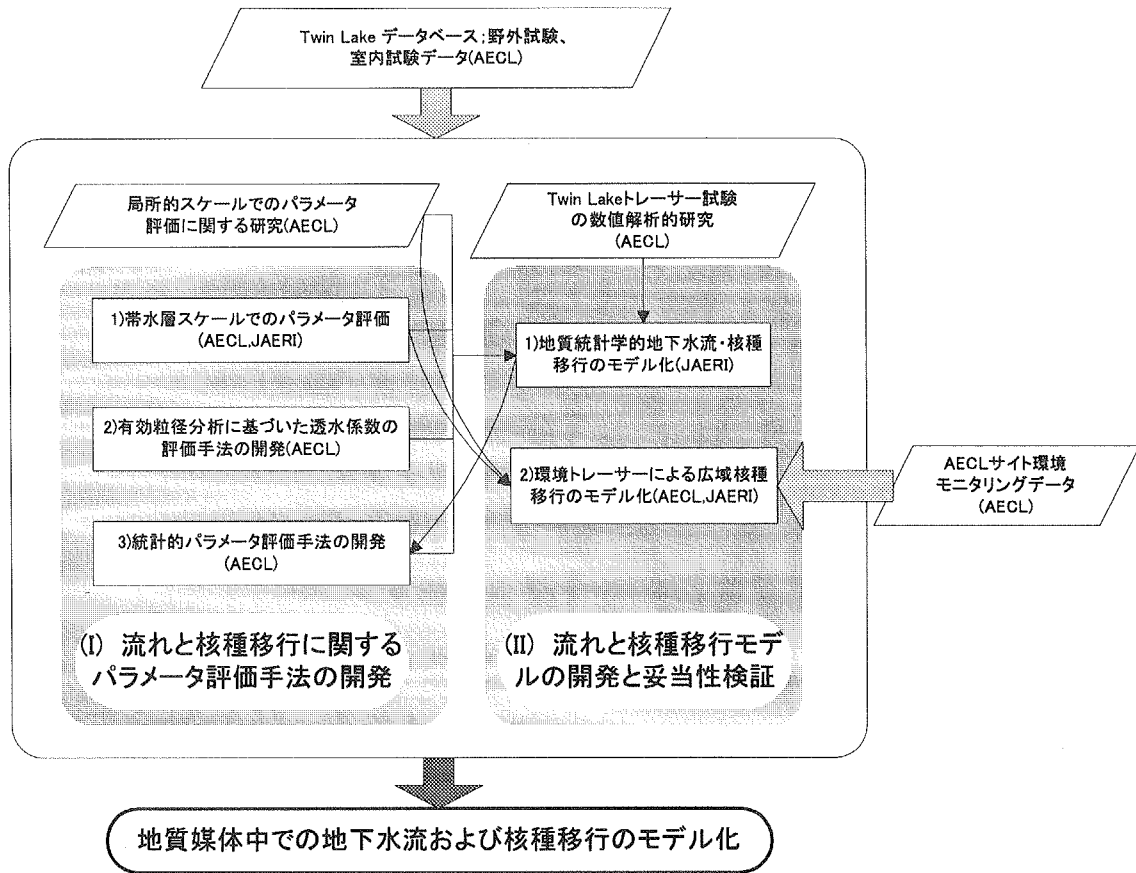 Twin Lake データベース;野外試験、
室内試験データ(AECL)
局所的スケールでのパラメータ
評価に関する研究(AECL)
Twin Lakeトレーサー試験
の数値解析的研究
(AECL)
1)帯水層スケールでのパラメータ評価
(AECL,JAERI)
1)地質統計学的地下水流・核種
移行のモデル化(JAERI)
2)有効粒径分析に基づいた透水係数の
評価手法の開発(AECL)
2)環境トレーサーによる広域核種
移行のモデル化(AECL,JAERI)
AECLサイト環境
モニタリングデータ
(AECL)
3)統計的パラメータ評価手法の開発
(AECL)
(I) 流れと核種移行に関する
パラメータ評価手法の開発
(II) 流れと核種移行モデ
ルの開発と妥当性検証
地質媒体中での地下水流および核種移行のモデル化